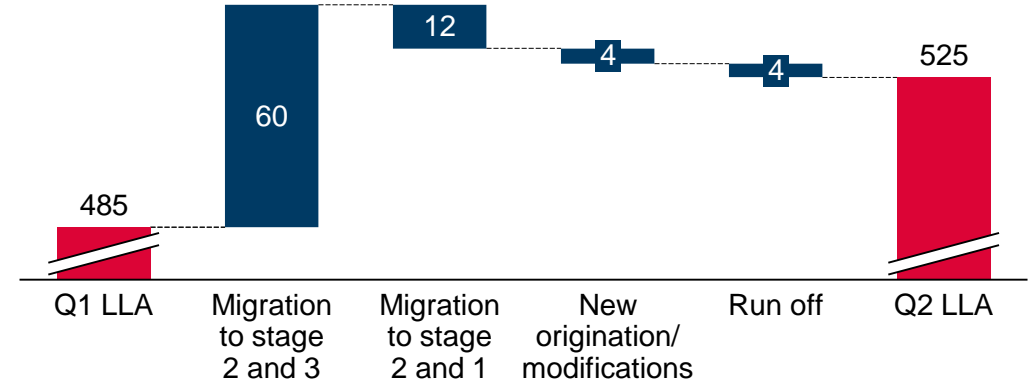 12
4
4
525
60
485
Q1 LLA
Migration
to stage
2 and 3
Migration
to stage
2 and 1
New
origination/
modifications
Run off
Q2 LLA